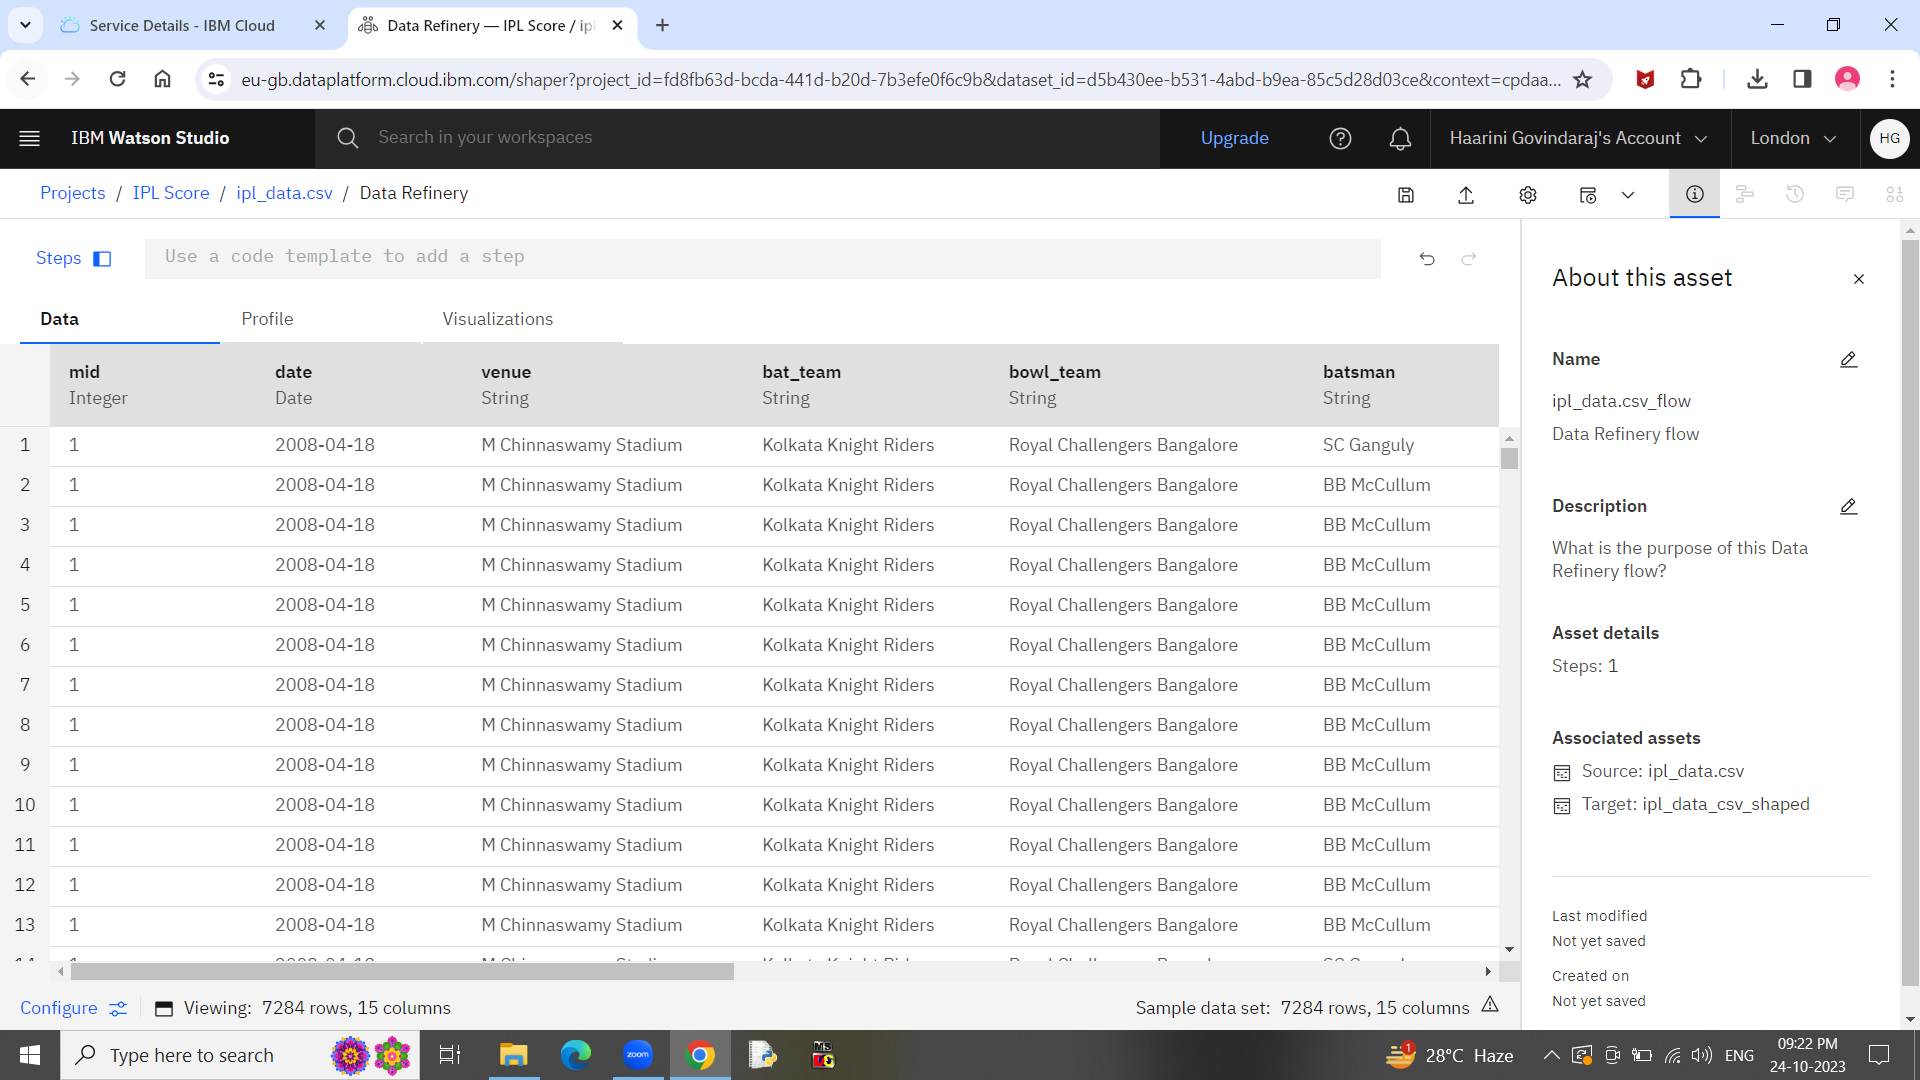 Service Details - IBM Cloud
Data Refinery — IPL Score / ipl
eu-gb.dataplatform.cloud.ibm.com/shaper?project_id=fd8fb63d-bcda-441d-b20d-7b3efe0f6c9b&dataset_id=d5b430ee-b531-4abd-b9ea-85c5d28d03ce&context=cpdaa...
IBM Watson Studio
Search in your workspaces
Upgrade
Haarini Govindaraj's Account
London
HG
Projects / IPL Score / ipl_data.csv / Data Refinery
Steps
Use a code template to add a step
Data Profile Visualizations
mid date venue bat_team bowl_team batsman
Integer Date String String String String
1 1 2008-04-18 M Chinnaswamy Stadium Kolkata Knight Riders Royal Challengers Bangalore SC Ganguly
2 1 2008-04-18 M Chinnaswamy Stadium Kolkata Knight Riders Royal Challengers Bangalore BB McCullum
3 1 2008-04-18 M Chinnaswamy Stadium Kolkata Knight Riders Royal Challengers Bangalore BB McCullum
4 1 2008-04-18 M Chinnaswamy Stadium Kolkata Knight Riders Royal Challengers Bangalore BB McCullum
5 1 2008-04-18 M Chinnaswamy Stadium Kolkata Knight Riders Royal Challengers Bangalore BB McCullum
6 1 2008-04-18 M Chinnaswamy Stadium Kolkata Knight Riders Royal Challengers Bangalore BB McCullum
7 1 2008-04-18 M Chinnaswamy Stadium Kolkata Knight Riders Royal Challengers Bangalore BB McCullum
8 1 2008-04-18 M Chinnaswamy Stadium Kolkata Knight Riders Royal Challengers Bangalore BB McCullum
9 1 2008-04-18 M Chinnaswamy Stadium Kolkata Knight Riders Royal Challengers Bangalore BB McCullum
10 1 2008-04-18 M Chinnaswamy Stadium Kolkata Knight Riders Royal Challengers Bangalore BB McCullum
11 1 2008-04-18 M Chinnaswamy Stadium Kolkata Knight Riders Royal Challengers Bangalore BB McCullum
12 1 2008-04-18 M Chinnaswamy Stadium Kolkata Knight Riders Royal Challengers Bangalore BB McCullum
13 1 2008-04-18 M Chinnaswamy Stadium Kolkata Knight Riders Royal Challengers Bangalore BB McCullum
Configure
Viewing: 7284 rows, 15 columns
Sample data set: 7284 rows, 15 columns
About this asset
Name
ipl_data.csv_flow
Data Refinery flow
Description
What is the purpose of this Data
Refinery flow?
Asset details
Steps: 1
Associated assets
Source: ipl_data.csv
Target: ipl_data_csv_shaped
Last modified
Not yet saved
Created on
Not yet saved
Type here to search
zoom
MS
1
28°C Haze
ENG
09:22 PM
24-10-2023